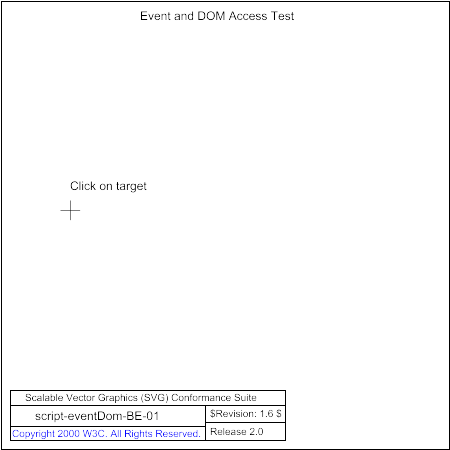 Event and DOM Access Test
Click on target
Scalable Vector Graphics (SVG) Conformance Suite
script-eventDom-BE-01
$Revision: 1.6 $
Copyright 2000 W3C. All Rights Reserved.
Release 2.0